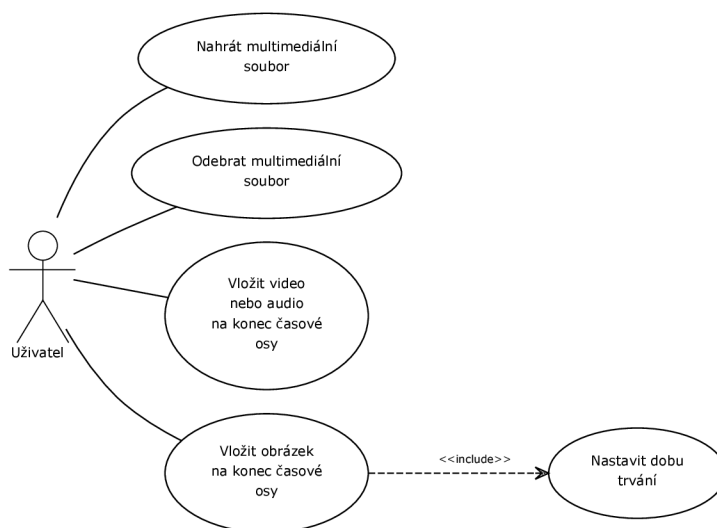 Nahrát multimediální
soubor
Odebrat multimediální
soubor
Vložit video
nebo audio
na konec časové
osy
Uživatel
Vložit obrázek
na konec časové
osy
<<include>>
Nastavit dobu
trvání